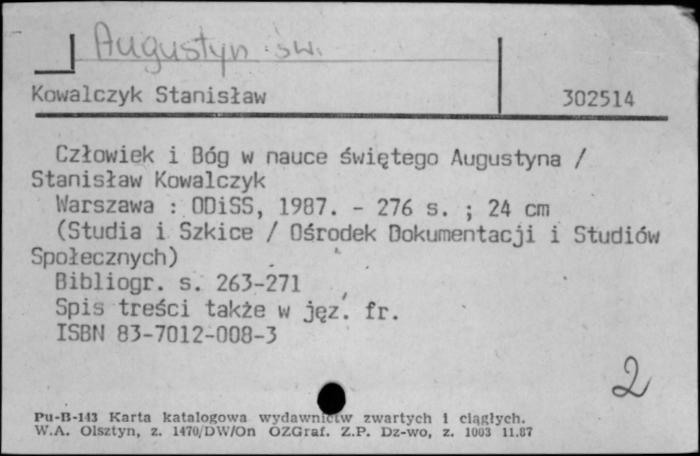 Augustyn św.
Kowalczyk Stanisław 302514
Człowiek i Bóg w nauce świętego Augustyna /
Stanisław Kowalczyk
Warszawa : ODiSS, 1987. - 276 s. ; 24 cm
(Studia i Szkice / Ośrodek Dokumentacji i Studiów
Społecznych)
Bibliogr. s. 263-271
Spis treści także w jęz. fr.
ISBN 83-7012-008-3
2
Pu-B-143 Karta katalogowa wydawnictw zwartych i ciągłych.
W.A. Olsztyn, z. 1470/DW/On OZGraf. Z.P. Dz-wo, z. 1003 11.87